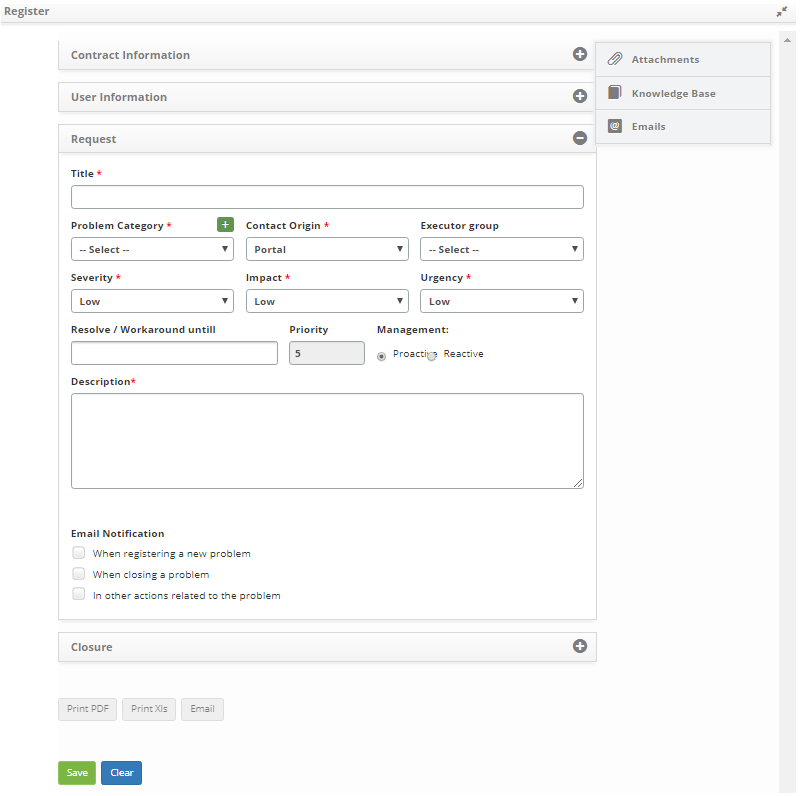 Register
Contract Information
Attachments
Knowledge Base
Emails
User Information
Request
Title *
Problem Category *
+
Contact Origin *
Executor group
-- Select --
Portal
-- Select --
Severity *
Impact *
Urgency *
Low
Low
Low
Resolve / Workaround untill
Priority
Management:
5
Proactive
Reactive
Description*
Email Notification
When registering a new problem
When closing a problem
In other actions related to the problem
Closure
Print PDF
Print Xls
Email
Save
Clear